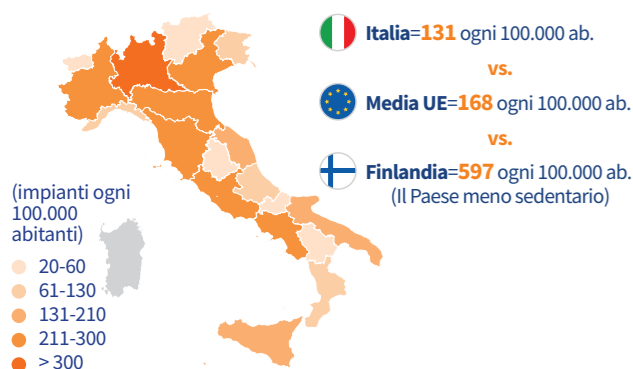 Italia=131 ogni 100.000 ab.
vs.
Media UE=168 ogni 100.000 ab.
vs.
Finlandia=597 ogni 100.000 ab.
(Il Paese meno sedentario)
(impianti ogni
100.000
abitanti)
20-60
61-130
131-210
211-300
> 300